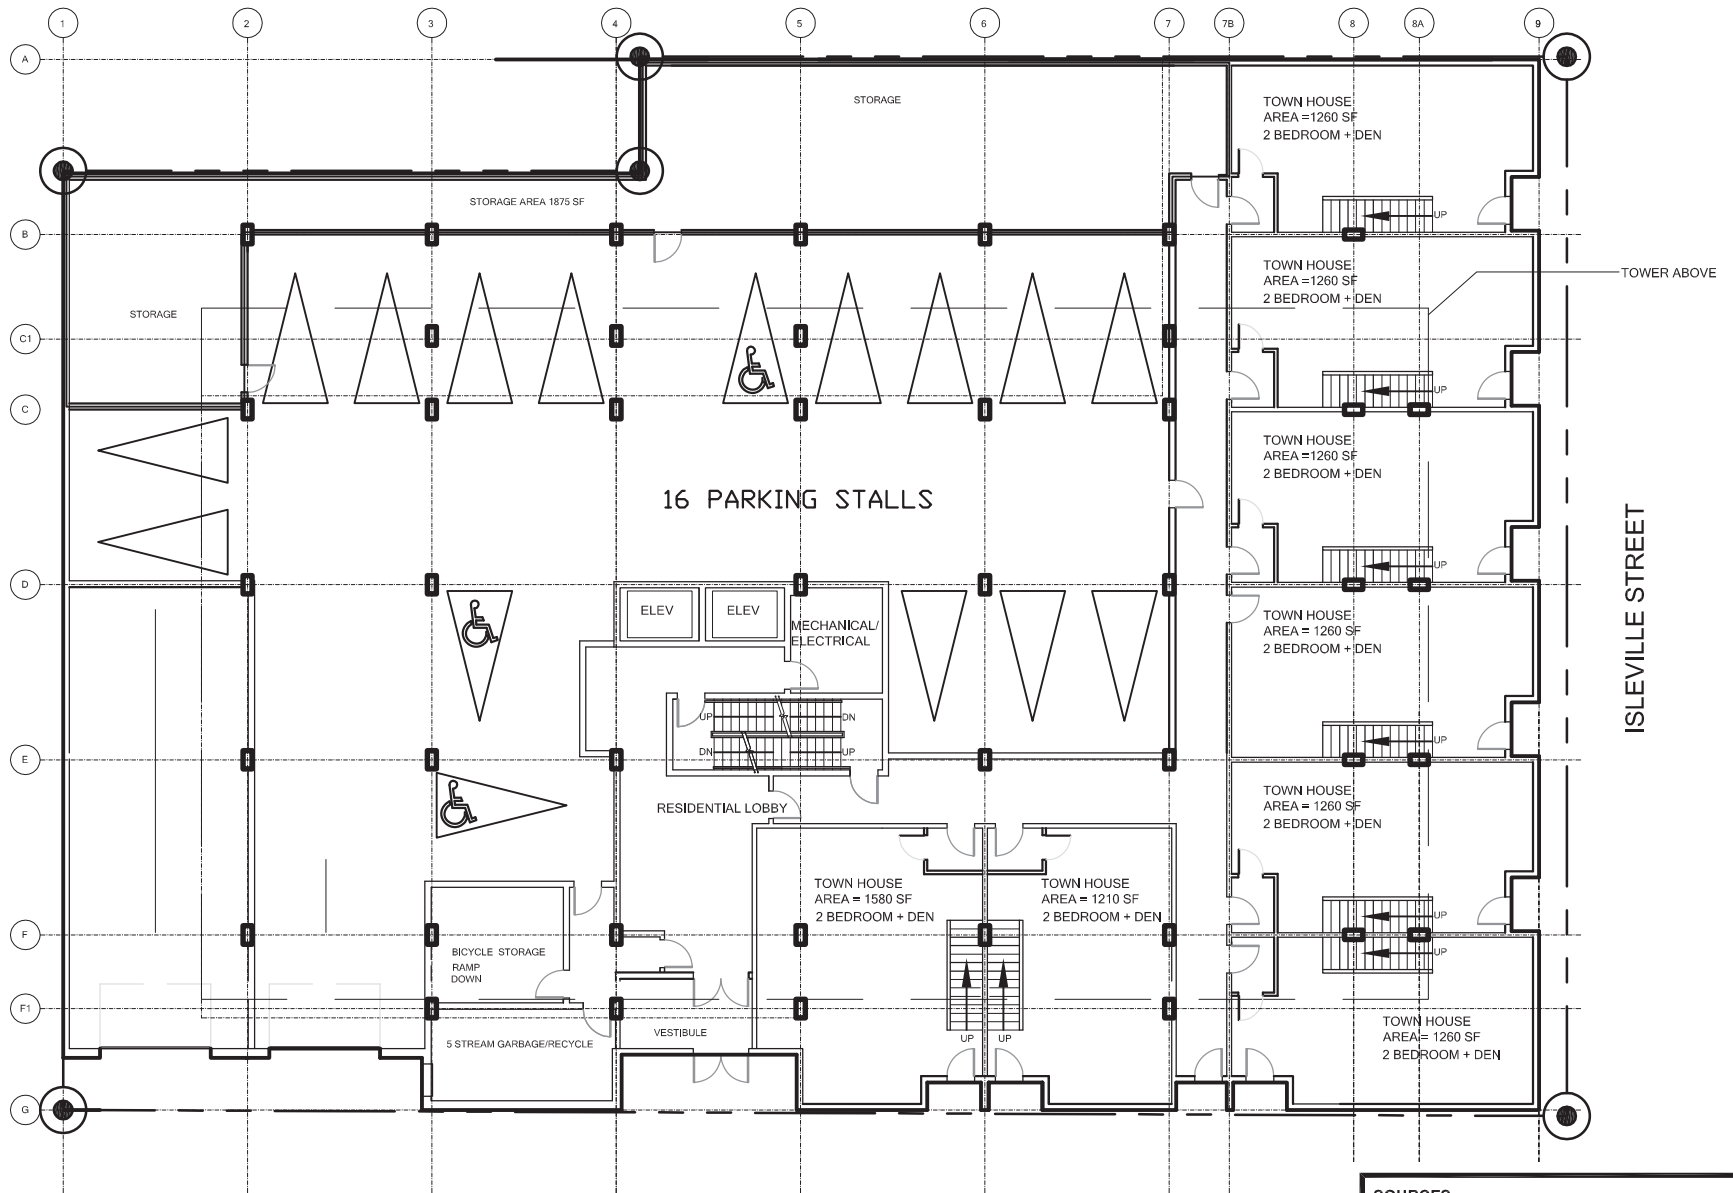 1 2 3 4 5 6 7 7B 8 8A 9
A
STORAGE
TOWN HOUSE
AREA =1260 SF
2 BEDROOM + DEN
STORAGE AREA 1875 SF
UP
B
TOWN HOUSE
AREA =1260 SF
2 BEDROOM + DEN
TOWER ABOVE
STORAGE
C1
UP
C
TOWN HOUSE
AREA =1260 SF
2 BEDROOM + DEN
16 PARKING STALLS
ISLEVILLE STREET
UP
D
ELEV ELEV
MECHANICAL/
ELECTRICAL
TOWN HOUSE
AREA = 1260 SF
2 BEDROOM + DEN
UP DN
DN UP
UP
E
RESIDENTIAL LOBBY
TOWN HOUSE
AREA = 1260 SF
2 BEDROOM + DEN
TOWN HOUSE
AREA = 1580 SF
2 BEDROOM + DEN
TOWN HOUSE
AREA = 1210 SF
2 BEDROOM + DEN
UP
F
BICYCLE STORAGE
RAMP
DOWN
UP
F1
VESTIBULE
5 STREAM GARBAGE/RECYCLE
UP UP
TOWN HOUSE
AREA = 1260 SF
2 BEDROOM + DEN
G